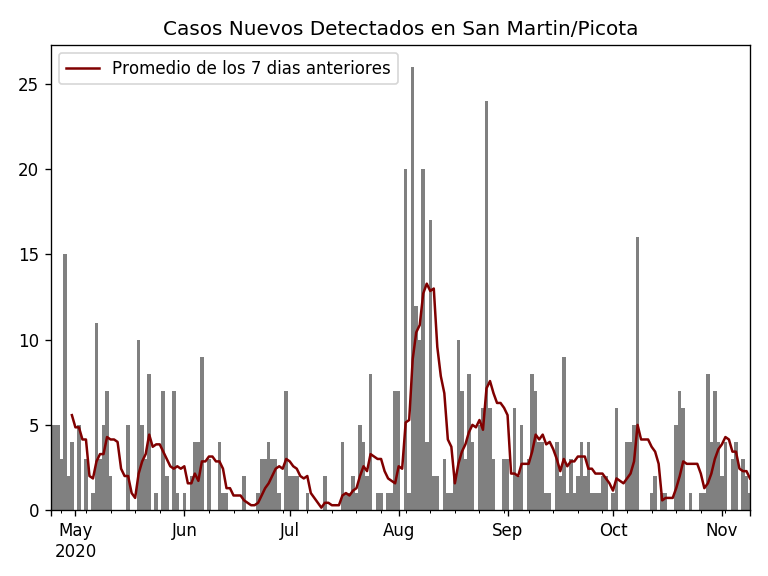 Casos Nuevos Detectados en San Martin/Picota
Promedio de los 7 dias anteriores
25
20
15
10
5
0
May Jun Jul Aug Sep Oct Nov
2020